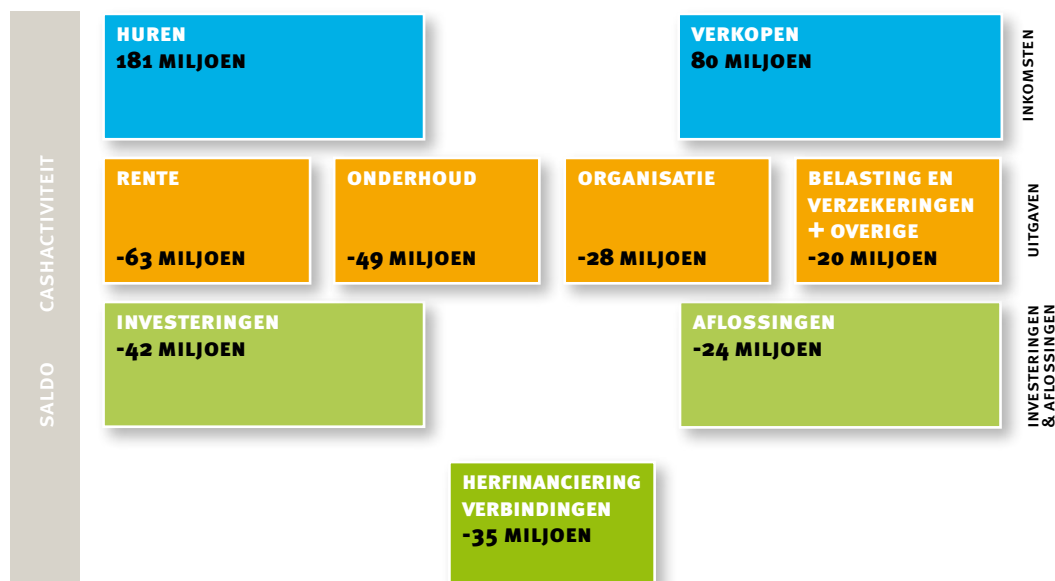 HUREN
181 MILJOEN
VERKOPEN
80 MILJOEN
INKOMSTEN
RENTE
-63 MILJOEN
ONDERHOUD
-49 MILJOEN
ORGANISATIE
-28 MILJOEN
BELASTING EN
VERZEKERINGEN
+ OVERIGE
-20 MILJOEN
UITGAVEN
INVESTERINGEN
-42 MILJOEN
AFLOSSINGEN
-24 MILJOEN
INVESTERINGEN
& AFLOSSINGEN
HERFINANCIERING
VERBINDINGEN
-35 MILJOEN
SALDO CASHACTIVITEIT